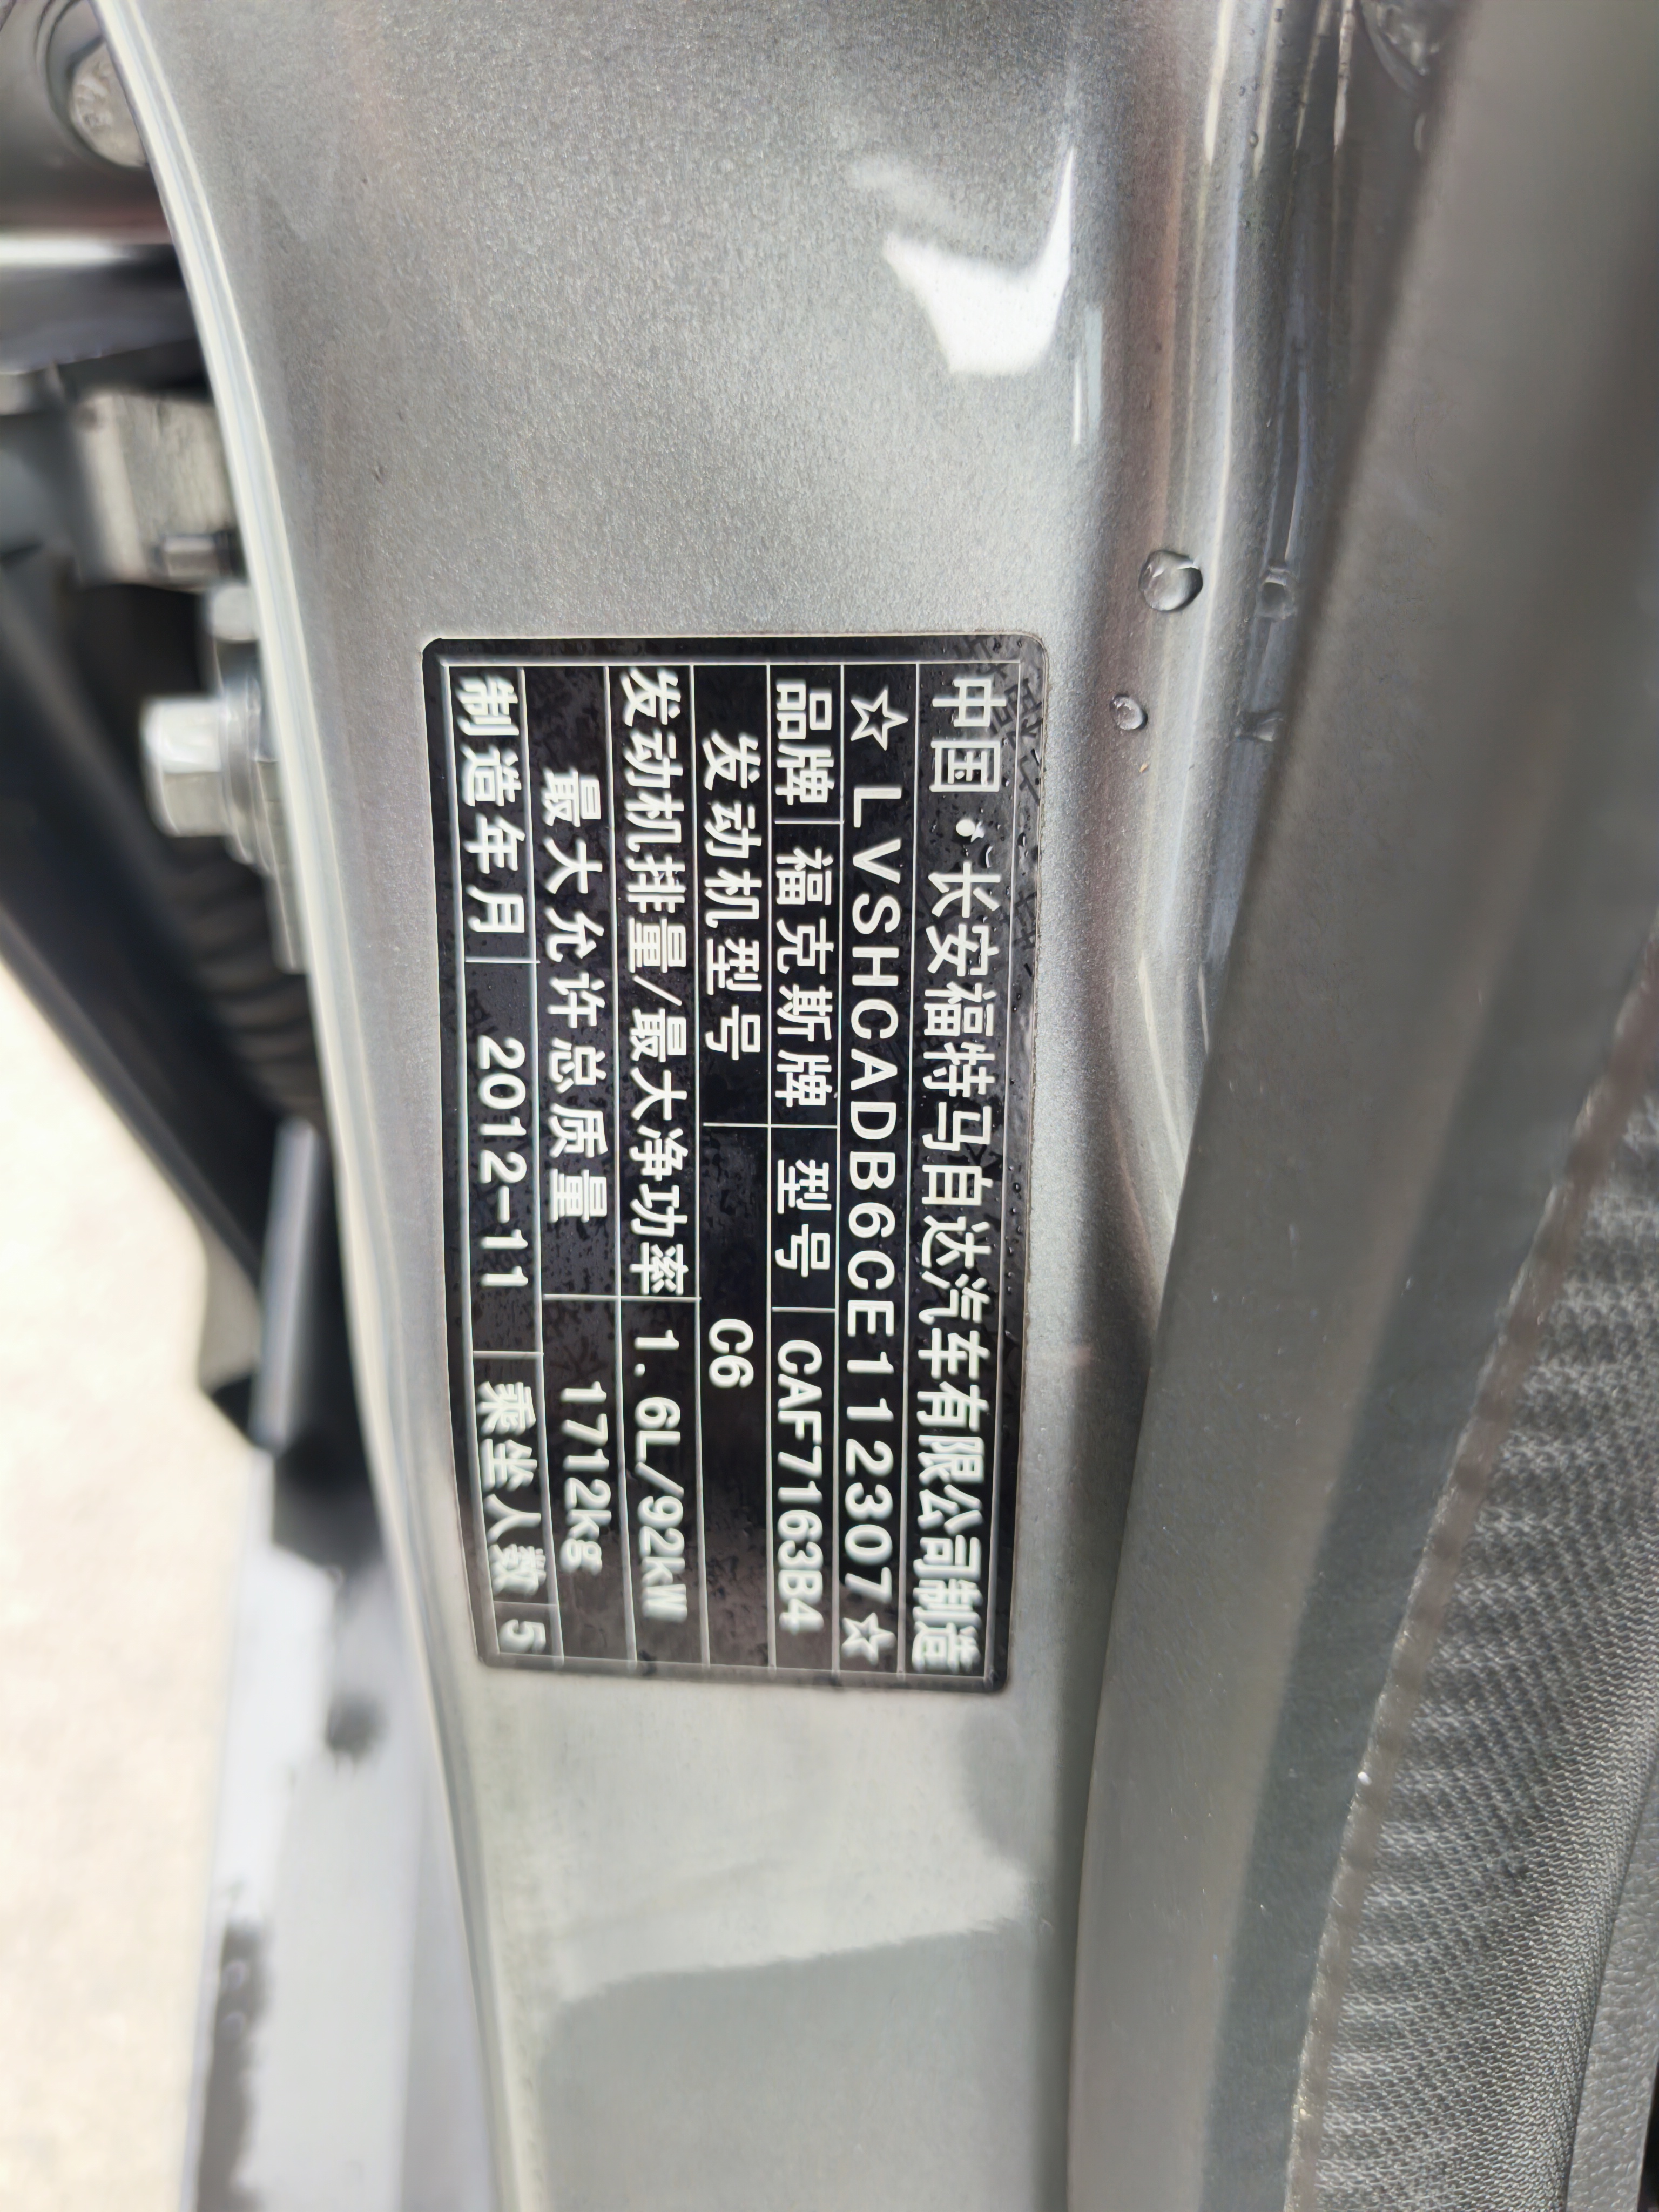 中国·长安福特马自达汽车有限公司制造
☆LVSHCADB6CE112307☆
品牌 福克斯牌 型号 CAF7163B4
发动机型号 C6
发动机排量/最大净功率 1.6L/92kW
最大允许总质量 1712kg
制造年月 2012-11 乘坐人数 5